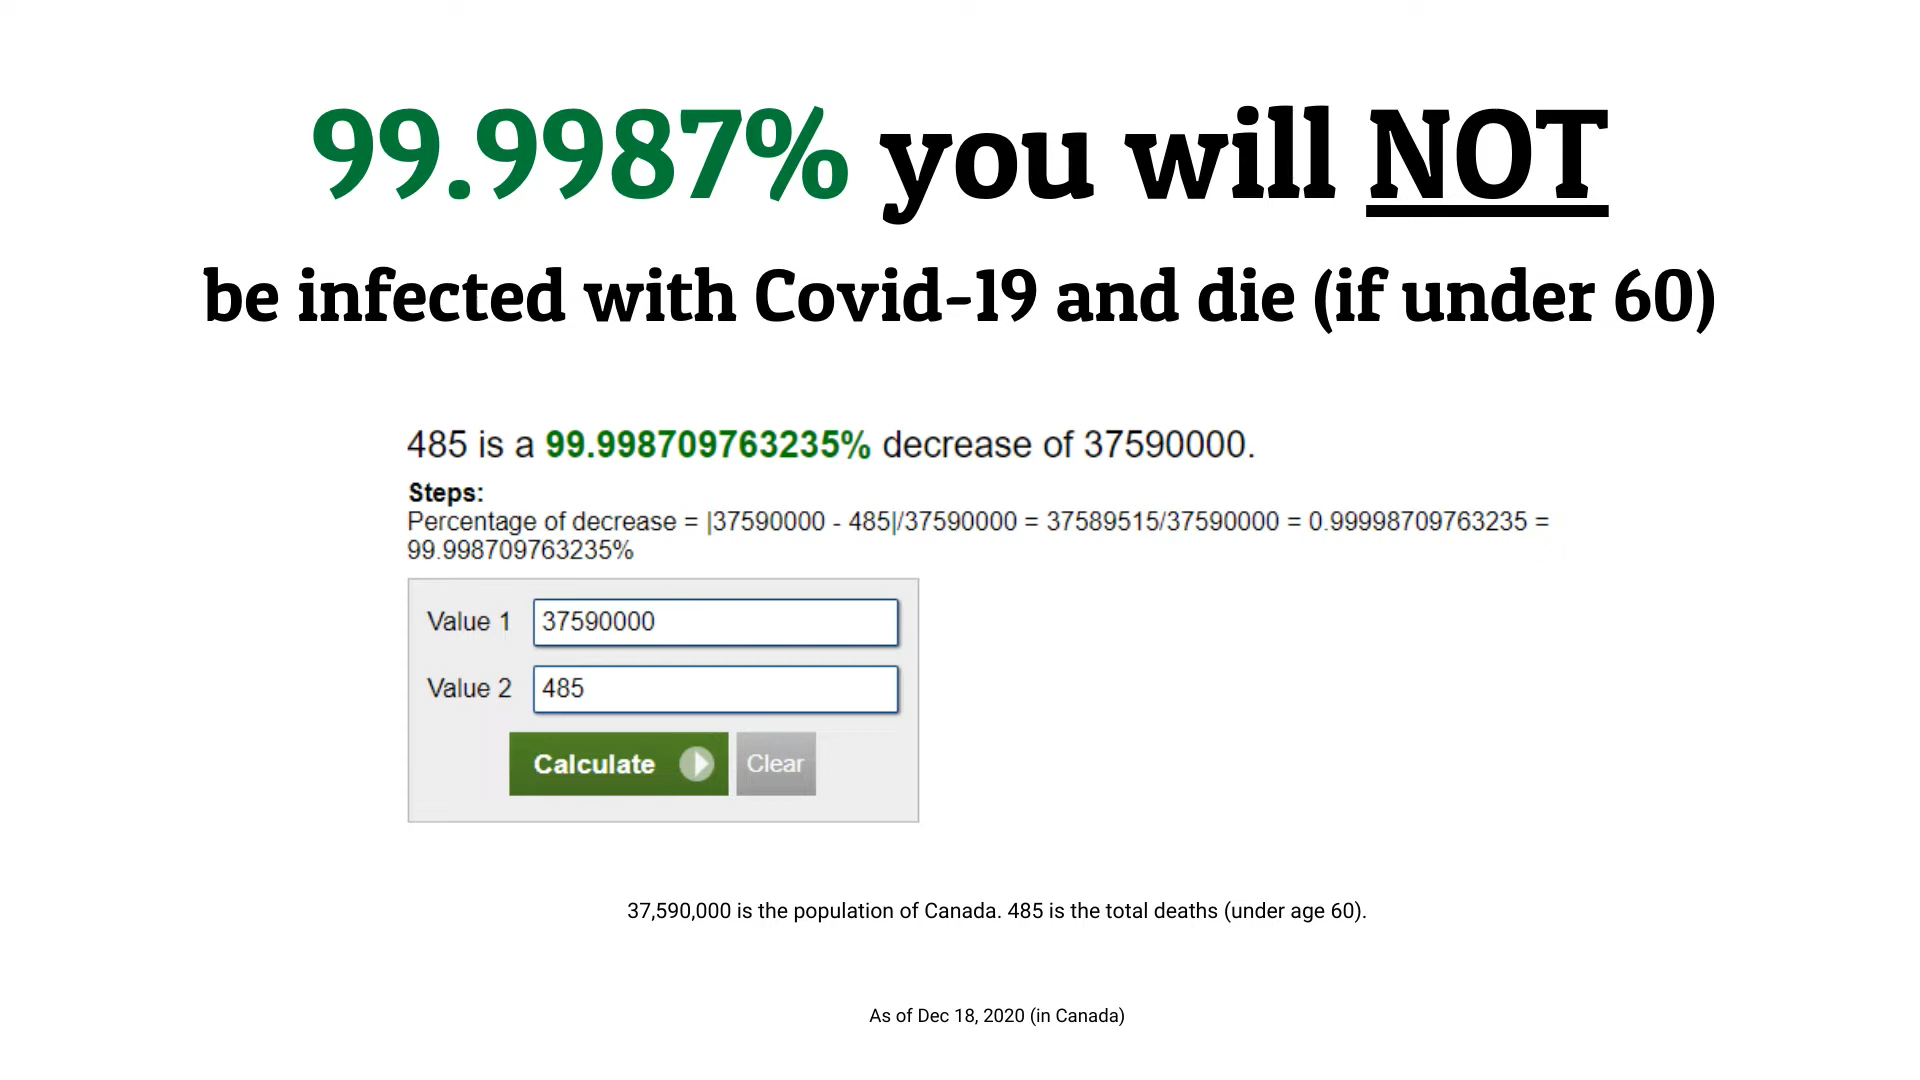 99.9987% you will NOT
be infected with Covid-19 and die (if under 60)
485 is a 99.998709763235% decrease of 37590000.
Steps:
Percentage of decrease = |37590000 - 485|/37590000 = 37589515/37590000 = 0.99998709763235 =
99.998709763235%
Value 1 37590000
Value 2 485
Calculate Clear
37,590,000 is the population of Canada. 485 is the total deaths (under age 60).
As of Dec 18, 2020 (in Canada)